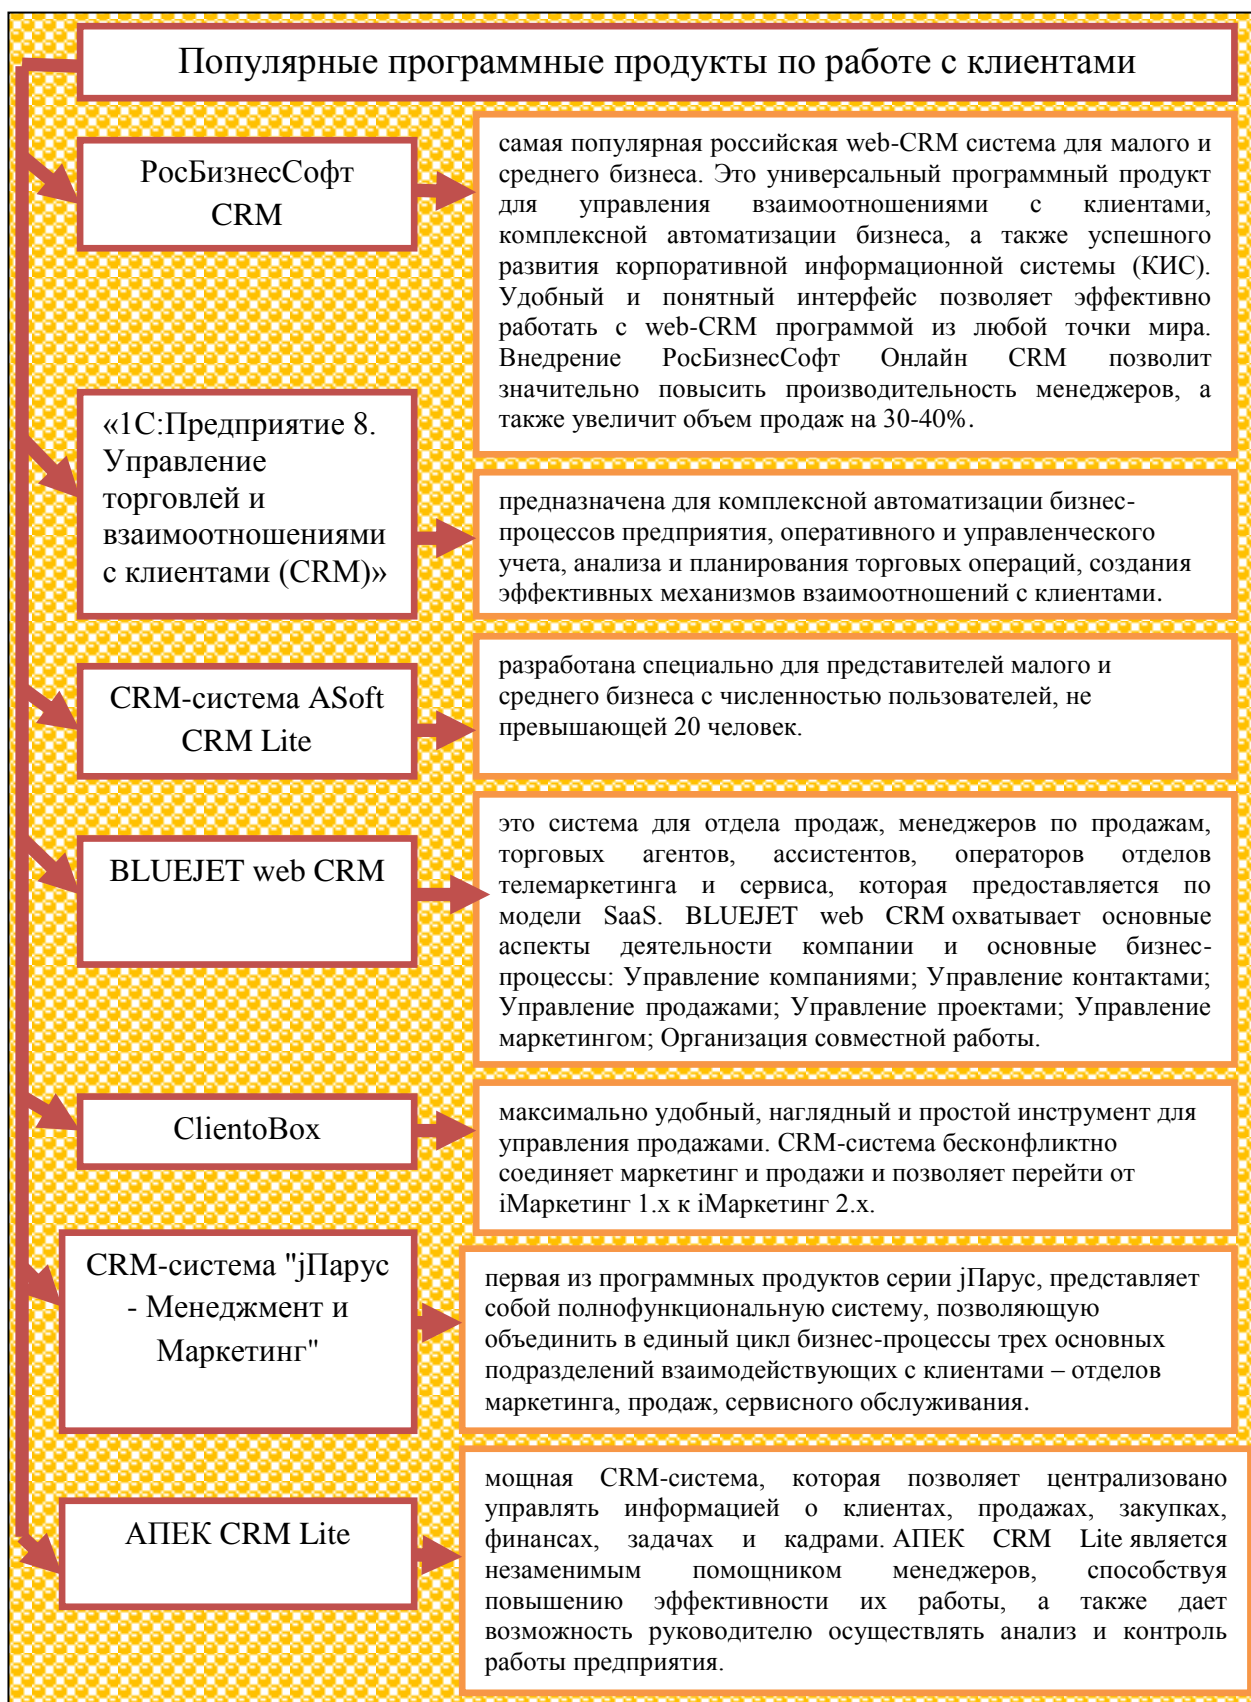 Популярные программные продукты по работе с клиентами
РосБизнесСофт
CRM
самая популярная российская web-CRM система для малого и
среднего бизнеса. Это универсальный программный продукт
для управления взаимоотношениями с клиентами,
комплексной автоматизации бизнеса, а также успешного
развития корпоративной информационной системы (КИС).
Удобный и понятный интерфейс позволяет эффективно
работать с web-CRM программой из любой точки мира.
Внедрение РосБизнесСофт Онлайн CRM позволит
значительно повысить производительность менеджеров, а
также увеличит объем продаж на 30-40%.
«1С:Предприятие 8.
Управление
торговлей и
взаимоотношениями
с клиентами (CRM)»
предназначена для комплексной автоматизации бизнес-
процессов предприятия, оперативного и управленческого
учета, анализа и планирования торговых операций, создания
эффективных механизмов взаимоотношений с клиентами.
CRM-система ASoft
CRM Lite
разработана специально для представителей малого и
среднего бизнеса с численностью пользователей, не
превышающей 20 человек.
BLUEJET web CRM
это система для отдела продаж, менеджеров по продажам,
торговых агентов, ассистентов, операторов отделов
телемаркетинга и сервиса, которая предоставляется по
модели SaaS. BLUEJET web CRM охватывает основные
аспекты деятельности компании и основные бизнес-
процессы: Управление компаниями; Управление контактами;
Управление продажами; Управление проектами; Управление
маркетингом; Организация совместной работы.
ClientoBox
максимально удобный, наглядный и простой инструмент для
управления продажами. CRM-система бесконфликтно
соединяет маркетинг и продажи и позволяет перейти от
iМаркетинг 1.x к iМаркетинг 2.x.
CRM-система "jПарус
- Менеджмент и
Маркетинг"
первая из программных продуктов серии jПарус, представляет
собой полнофункциональную систему, позволяющую
объединить в единый цикл бизнес-процессы трех основных
подразделений взаимодействующих с клиентами – отделов
маркетинга, продаж, сервисного обслуживания.
АПЕК CRM Lite
мощная CRM-система, которая позволяет централизовано
управлять информацией о клиентах, продажах, закупках,
финансах, задачах и кадрами. АПЕК CRM Lite является
незаменимым помощником менеджеров, способствуя
повышению эффективности их работы, а также дает
возможность руководителю осуществлять анализ и контроль
работы предприятия.